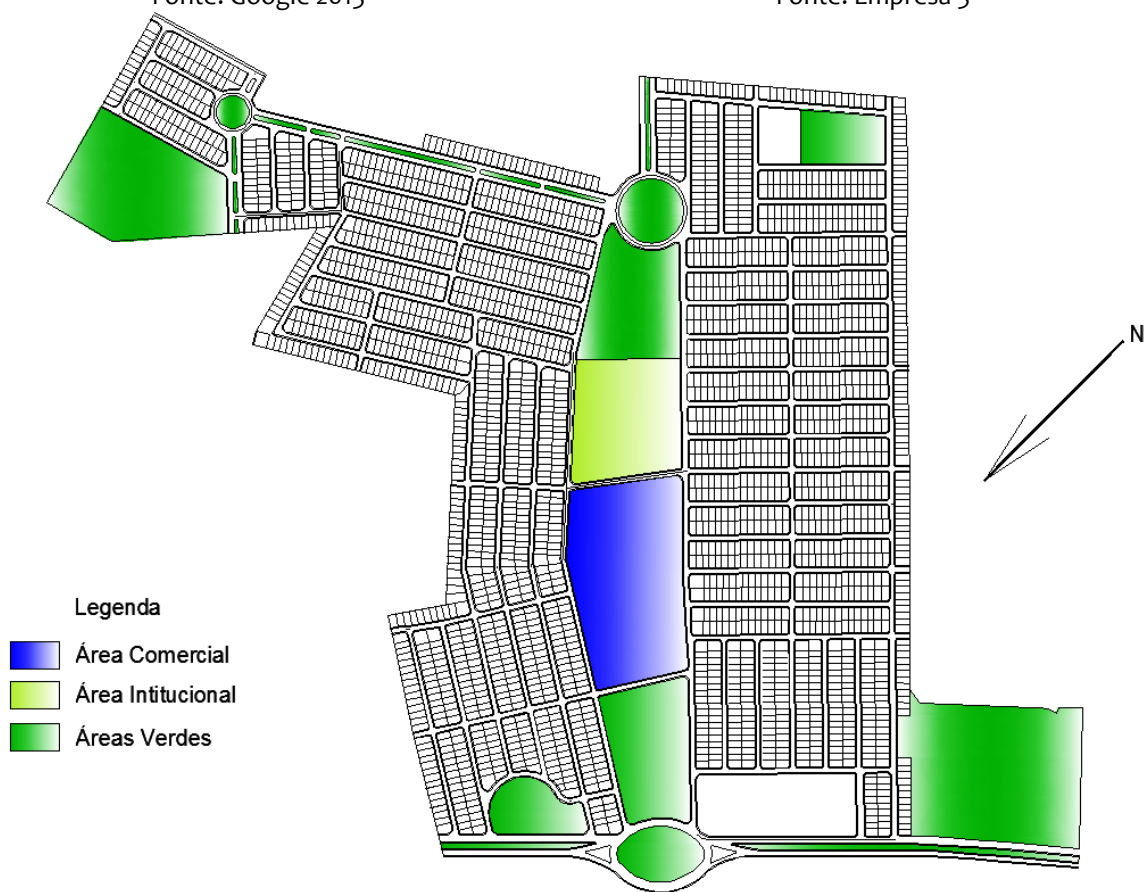 Fonte: Google 2015
Fonte: Empresa 5
N
Legenda
Área Comercial
Área Intitucional
Áreas Verdes